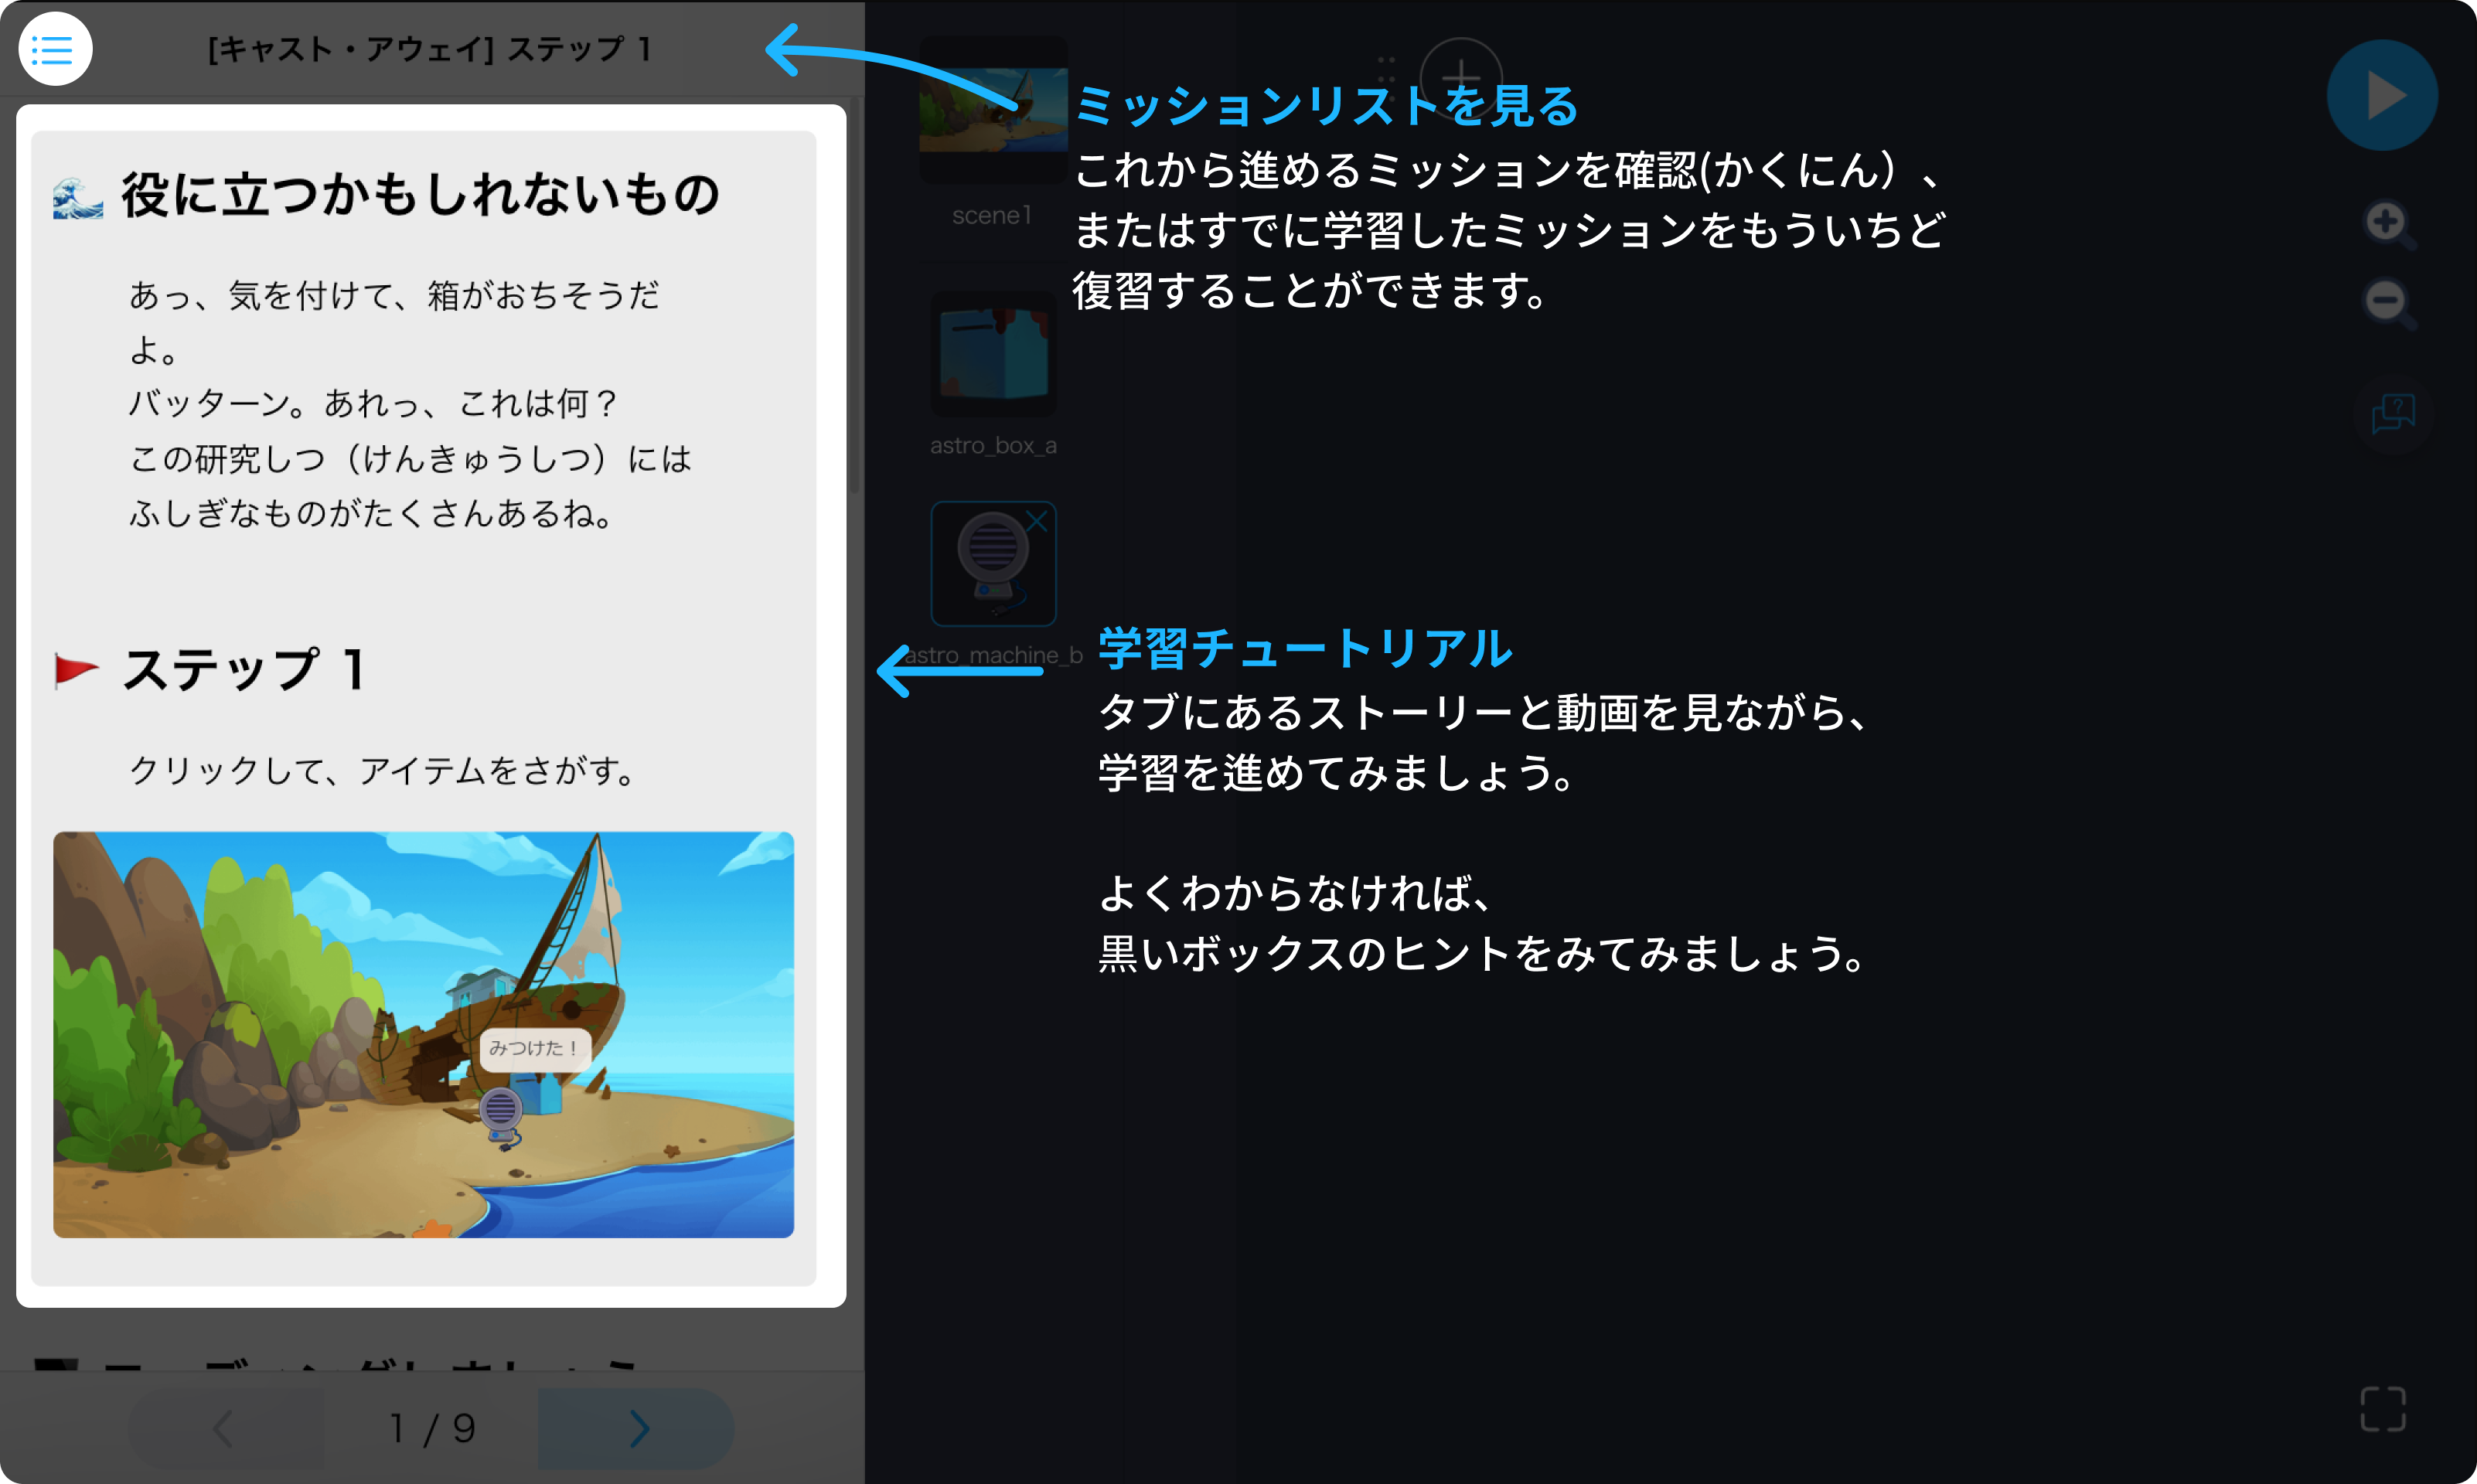 [キャスト・アウェイ] ステップ 1
🌊 役に立つかもしれないもの
あっ、気を付けて、箱がおちそうだ
よ。
バッターン。あれっ、これは何？
この研究しつ（けんきゅうしつ）には
ふしぎなものがたくさんあるね。
🚩 ステップ 1
クリックして、アイテムをさがす。
みつけた！
1 / 9
scene1
astro_box_a
astro_machine_b
ミッションリストを見る
これから進めるミッションを確認(かくにん）、
またはすでに学習したミッションをもういちど
復習することができます。
学習チュートリアル
タブにあるストーリーと動画を見ながら、
学習を進めてみましょう。
よくわからなければ、
黒いボックスのヒントをみてみましょう。